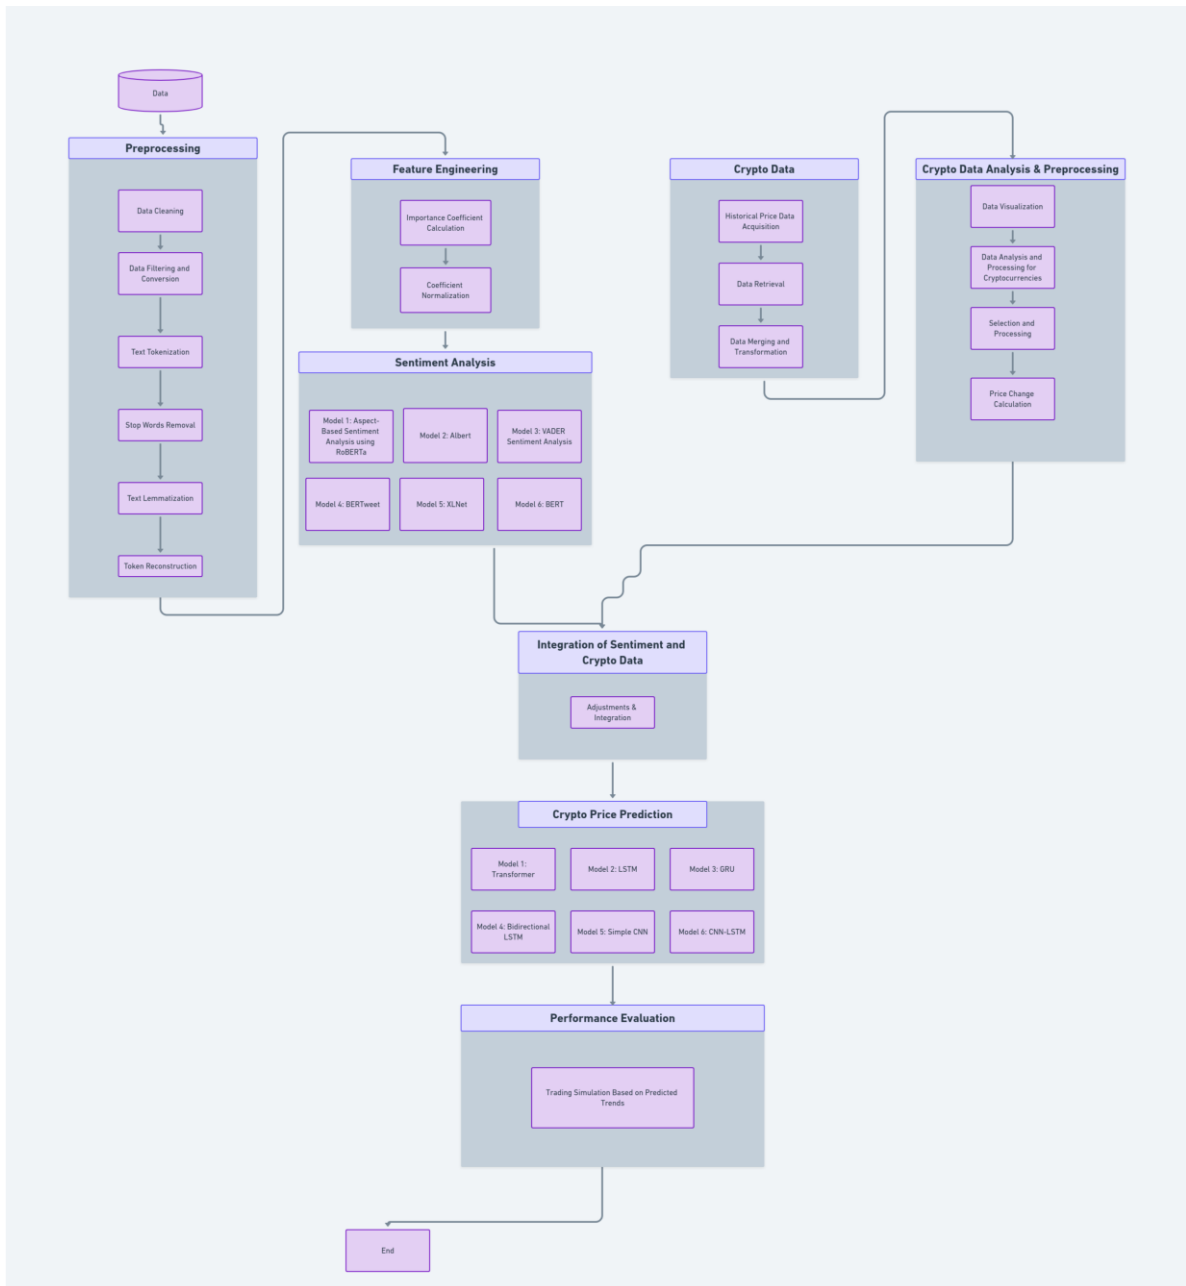 Data
Preprocessing
Data Cleaning
Data Filtering and
Conversion
Text Tokenization
Stop Words Removal
Text Lemmatization
Token Reconstruction
Feature Engineering
Importance Coefficient
Calculation
Coefficient
Normalization
Sentiment Analysis
Model 1: Aspect-
Based Sentiment
Analysis using
RoBERTa
Model 2: Albert
Model 3: VADER
Sentiment Analysis
Model 4: BERTweet
Model 5: XLNet
Model 6: BERT
Crypto Data
Historical Price Data
Acquisition
Data Retrieval
Data Merging and
Transformation
Crypto Data Analysis & Preprocessing
Data Visualization
Data Analysis and
Processing for
Cryptocurrencies
Selection and
Processing
Price Change
Calculation
Integration of Sentiment and
Crypto Data
Adjustments &
Integration
Crypto Price Prediction
Model 1:
Transformer
Model 2: LSTM
Model 3: GRU
Model 4: Bidirectional
LSTM
Model 5: Simple CNN
Model 6: CNN-LSTM
Performance Evaluation
Trading Simulation Based on Predicted
Trends
End